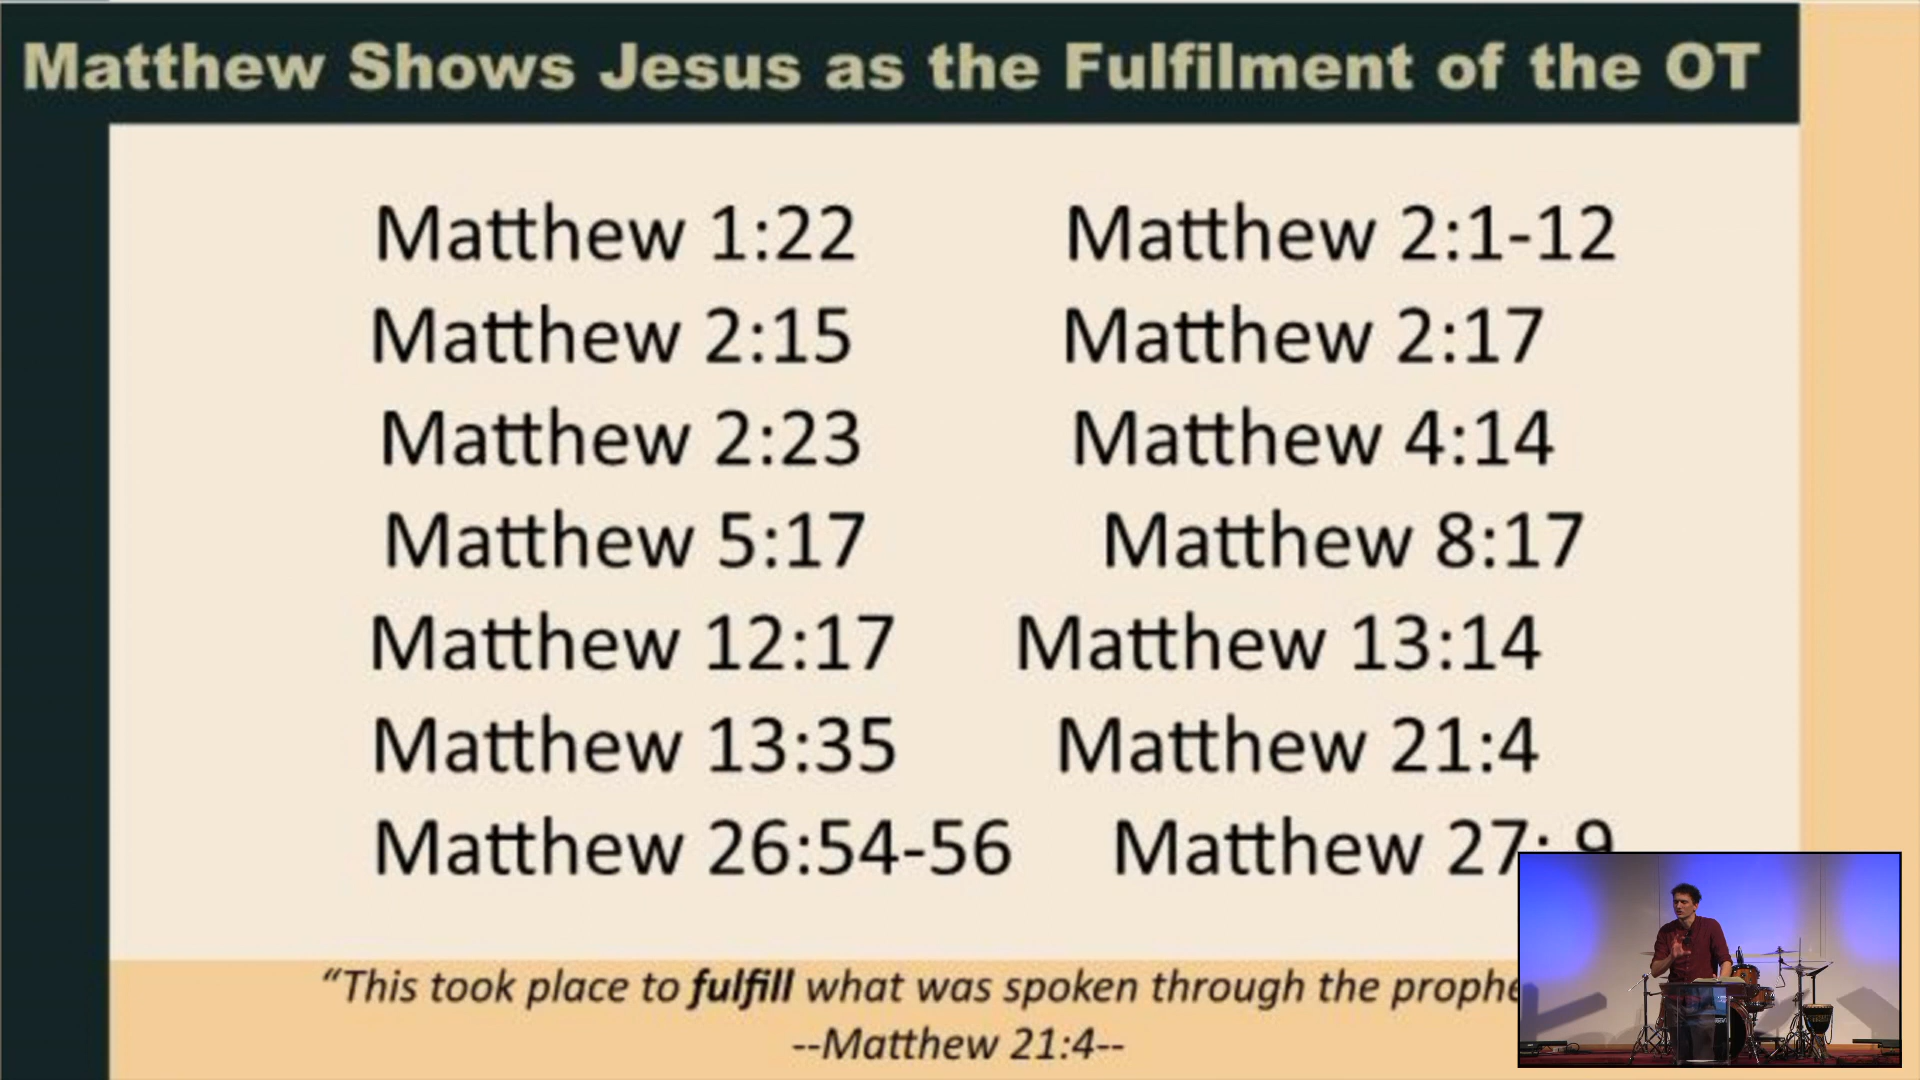 Matthew Shows Jesus as the Fulfilment of the OT
Matthew 1:22 Matthew 2:1-12
Matthew 2:15 Matthew 2:17
Matthew 2:23 Matthew 4:14
Matthew 5:17 Matthew 8:17
Matthew 12:17 Matthew 13:14
Matthew 13:35 Matthew 21:4
Matthew 26:54-56 Matthew 27: 9
“This took place to fulfill what was spoken through the
--Matthew 21:4--